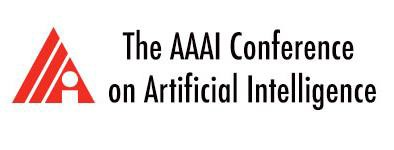 The AAAI Conference
on Artificial Intelligence